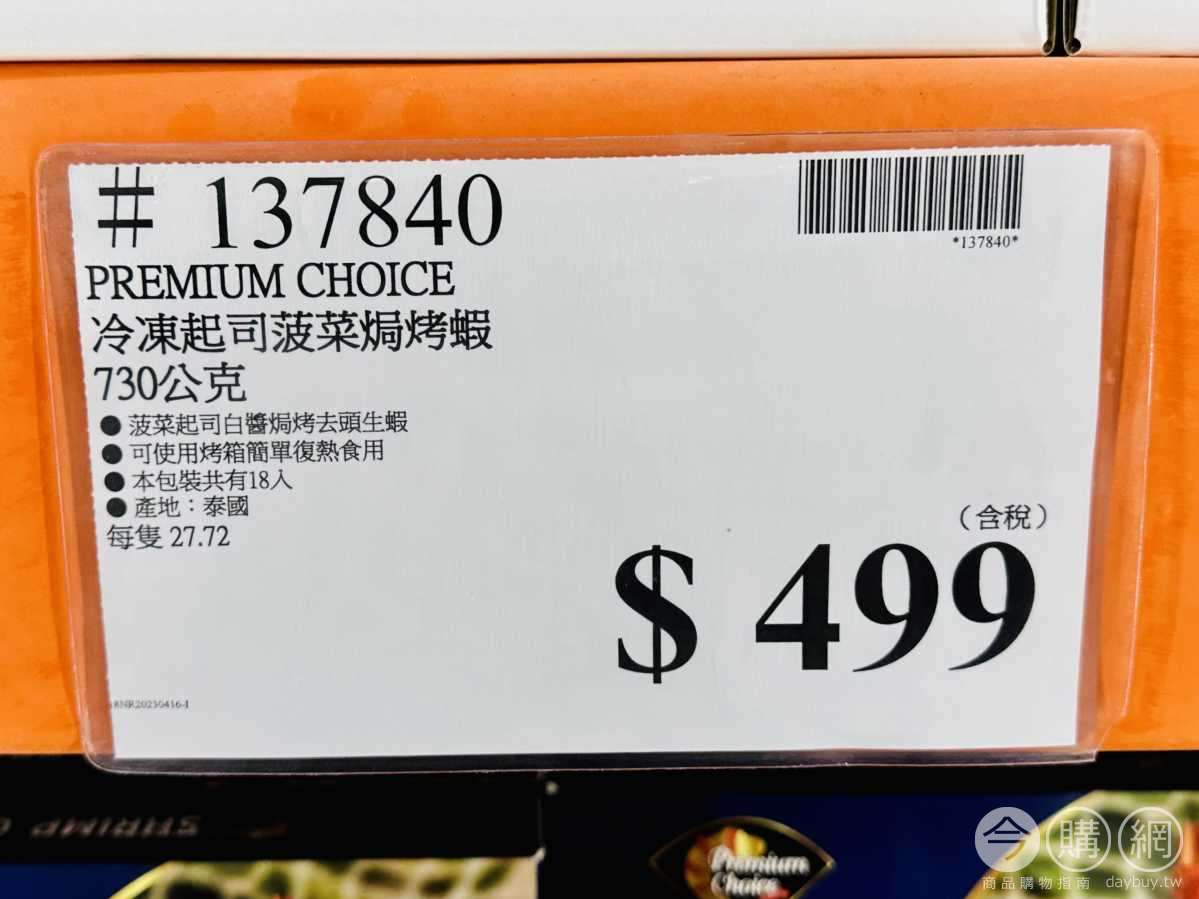 # 137840
*137840*
PREMIUM CHOICE
冷凍起司菠菜焗烤蝦
730公克
● 菠菜起司白醬焗烤去頭生蝦
● 可使用烤箱簡單復熱食用
● 本包裝共有18入
● 產地：泰國
每隻 27.72
（含稅）
$ 499
SHRIMP
Premium
Choice
今購網
商品購物指南 daybuy.tw